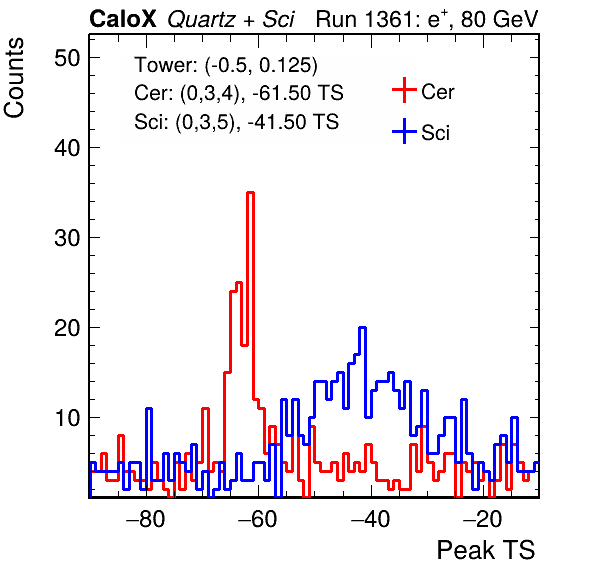 CaloX Quartz + Sci Run 1361: e⁺, 80 GeV
Counts
50
40
30
20
10
Tower: (-0.5, 0.125)
Cer: (0,3,4), -61.50 TS
Sci: (0,3,5), -41.50 TS
Cer
Sci
−80 −60 −40 −20
Peak TS